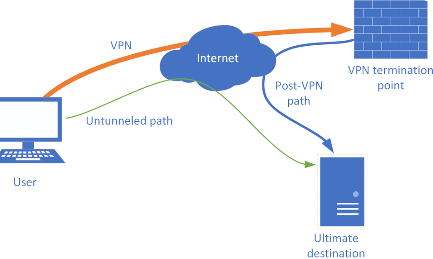 VPN
Internet
VPN termination
point
Post-VPN
path
Untunneled path
User
Ultimate
destination